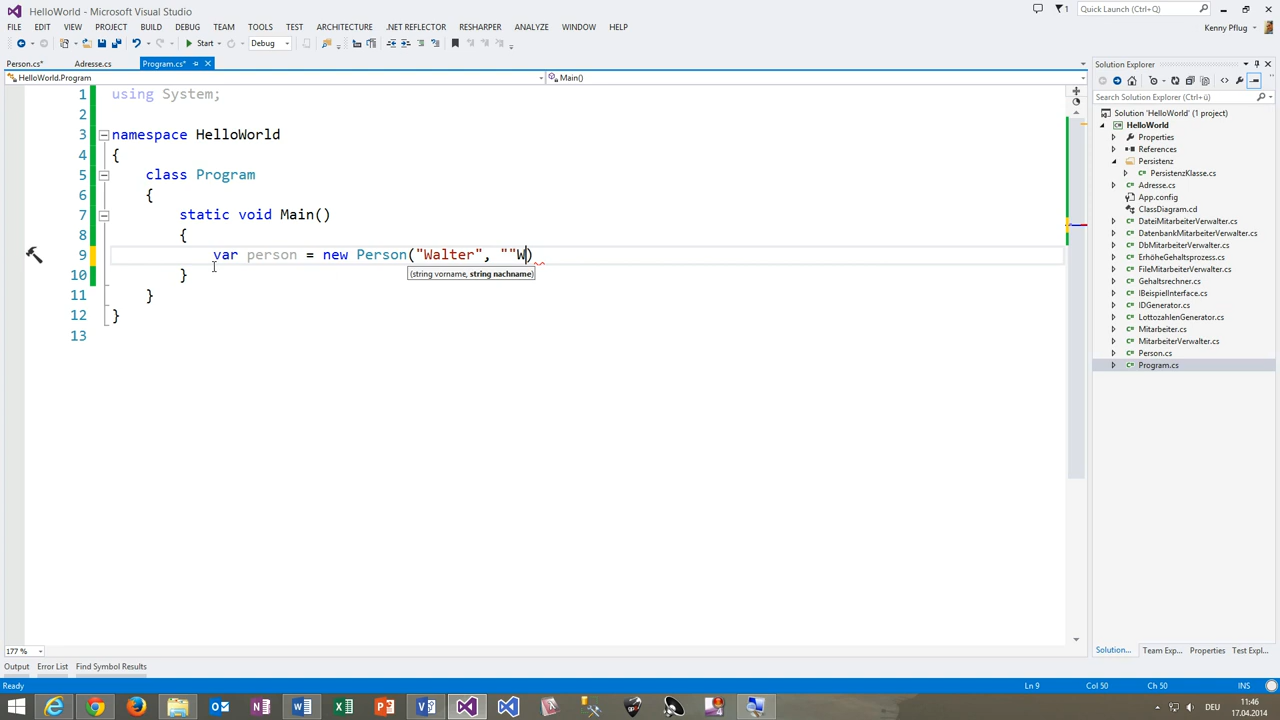 HelloWorld - Microsoft Visual Studio
1
Quick Launch (Ctrl+Q)
FILE EDIT VIEW PROJECT BUILD DEBUG TEAM TOOLS TEST ARCHITECTURE .NET REFLECTOR RESHARPER ANALYZE WINDOW HELP
Kenny Pflug
Start Debug
Person.cs* Adresse.cs Program.cs*
HelloWorld.Program Main()
1 using System;
2
3 namespace HelloWorld
4 {
5 class Program
6 {
7 static void Main()
8 {
9 var person = new Person("Walter", ""W)
(string vorname, string nachname)
10 }
11 }
12 }
13
177 %
Solution Explorer
Search Solution Explorer (Ctrl+ü)
Solution 'HelloWorld' (1 project)
HelloWorld
Properties
References
Persistenz
PersistenzKlasse.cs
Adresse.cs
App.config
ClassDiagram.cd
DateiMitarbeiterVerwalter.cs
DatenbankMitarbeiterVerwalter.cs
DbMitarbeiterVerwalter.cs
ErhöheGehaltsprozess.cs
FileMitarbeiterVerwalter.cs
Gehaltsrechner.cs
IBeispielInterface.cs
IDGenerator.cs
LottozahlenGenerator.cs
Mitarbeiter.cs
MitarbeiterVerwalter.cs
Person.cs
Program.cs
Solution... Team Exp... Properties Test Expl...
Output Error List Find Symbol Results
Ready Ln 9 Col 50 Ch 50 INS
DEU
11:46
17.04.2014